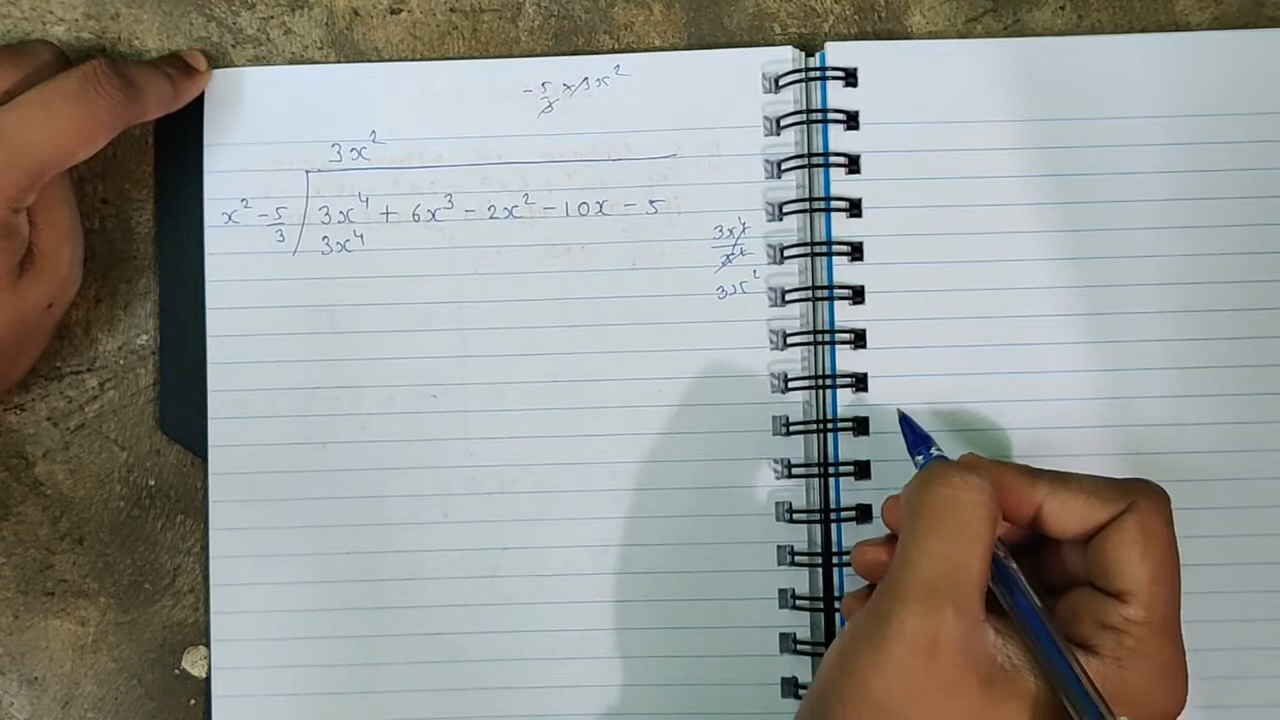 - 5/3 x 3x²
3x²
x² - 5/3 3x⁴ + 6x³ - 2x² - 10x - 5
3x⁴
3x⁴/x²
3x²